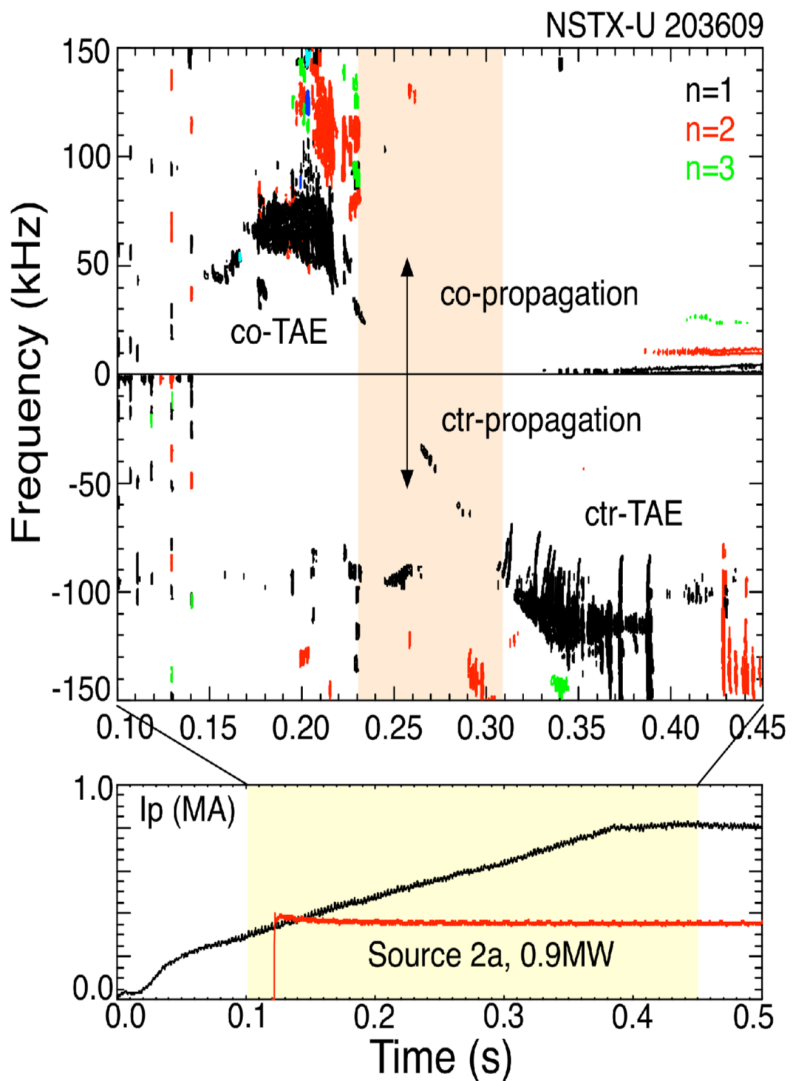 NSTX-U 203609
150
n=1
n=2
100
n=3
50
co-propagation
co-TAE
0
ctr-propagation
-50
ctr-TAE
-100
-150
0.10 0.15 0.20 0.25 0.30 0.35 0.40 0.45
Frequency (kHz)
1.0
Ip (MA)
Source 2a, 0.9MW
0.0
0.0 0.1 0.2 0.3 0.4 0.5
Time (s)